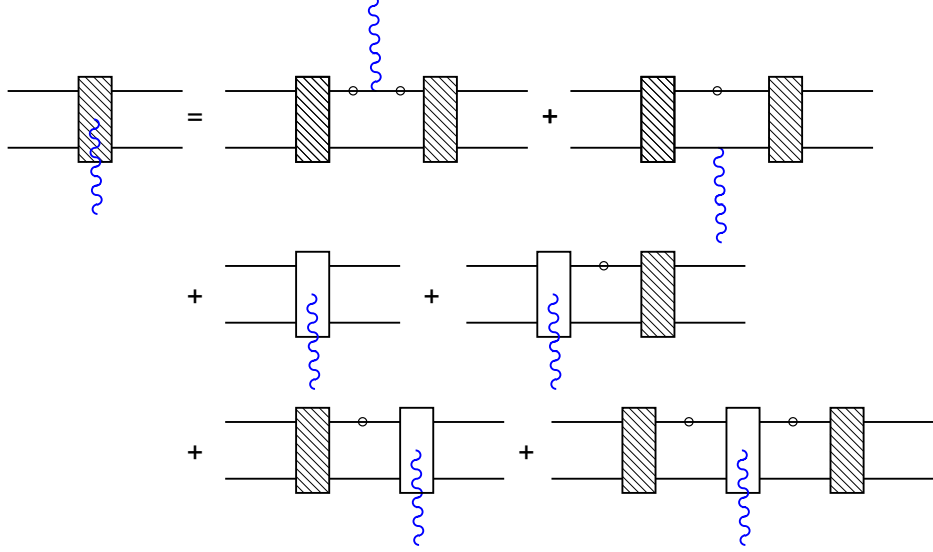 = +
+ +
+ +